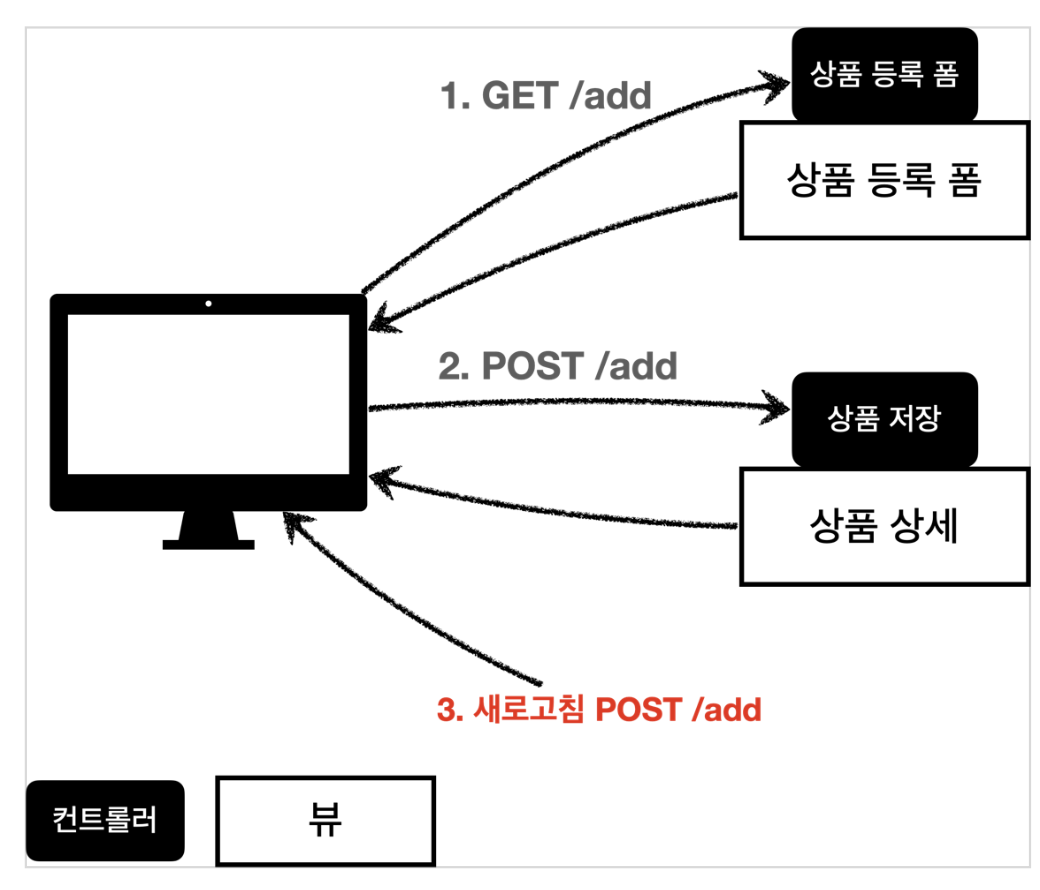 상품 등록 폼
1. GET /add
상품 등록 폼
2. POST /add
상품 저장
상품 상세
3. 새로고침 POST /add
컨트롤러
뷰